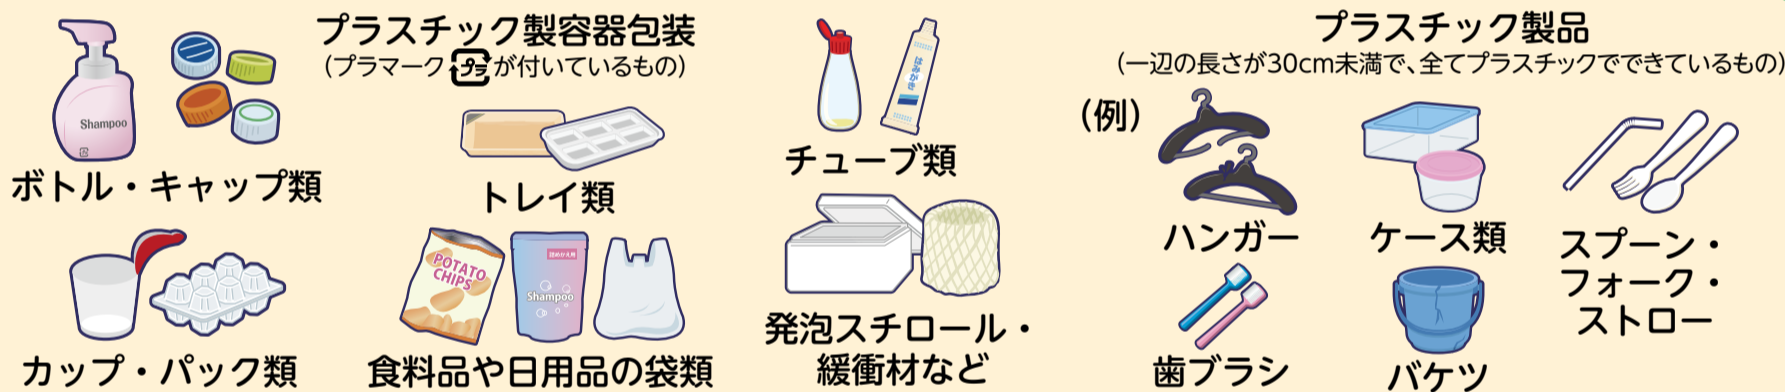 プラスチック製容器包装
(プラマーク プラ が付いているもの)
Shampoo
ボトル・キャップ類
トレイ類
はみがき
チューブ類
カップ・パック類
POTATO
CHIPS
詰めかえ用
Shampoo
食料品や日用品の袋類
発泡スチロール・
緩衝材など
プラスチック製品
(一辺の長さが30cm未満で、全てプラスチックでできているもの)
(例)
ハンガー
ケース類
スプーン・
フォーク・
ストロー
歯ブラシ
バケツ